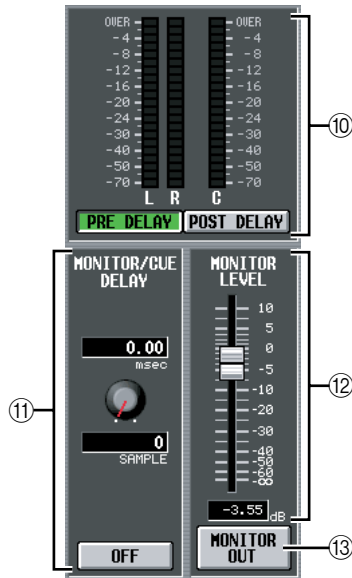 OVER OVER
-4 -4
-8 -8
-12 -12
-16 -16
-20 -20
-24 -24
-30 -30
-40 -40
-50 -50
-70 -70
L R C
PRE DELAY POST DELAY
⑩
MONITOR/CUE
DELAY
0.00
msec
0
SAMPLE
OFF
⑪
MONITOR
LEVEL
10
5
0
-5
-10
-20
-30
-40
-50
-60
-∞
-3.55 dB
⑫
MONITOR
OUT
⑬